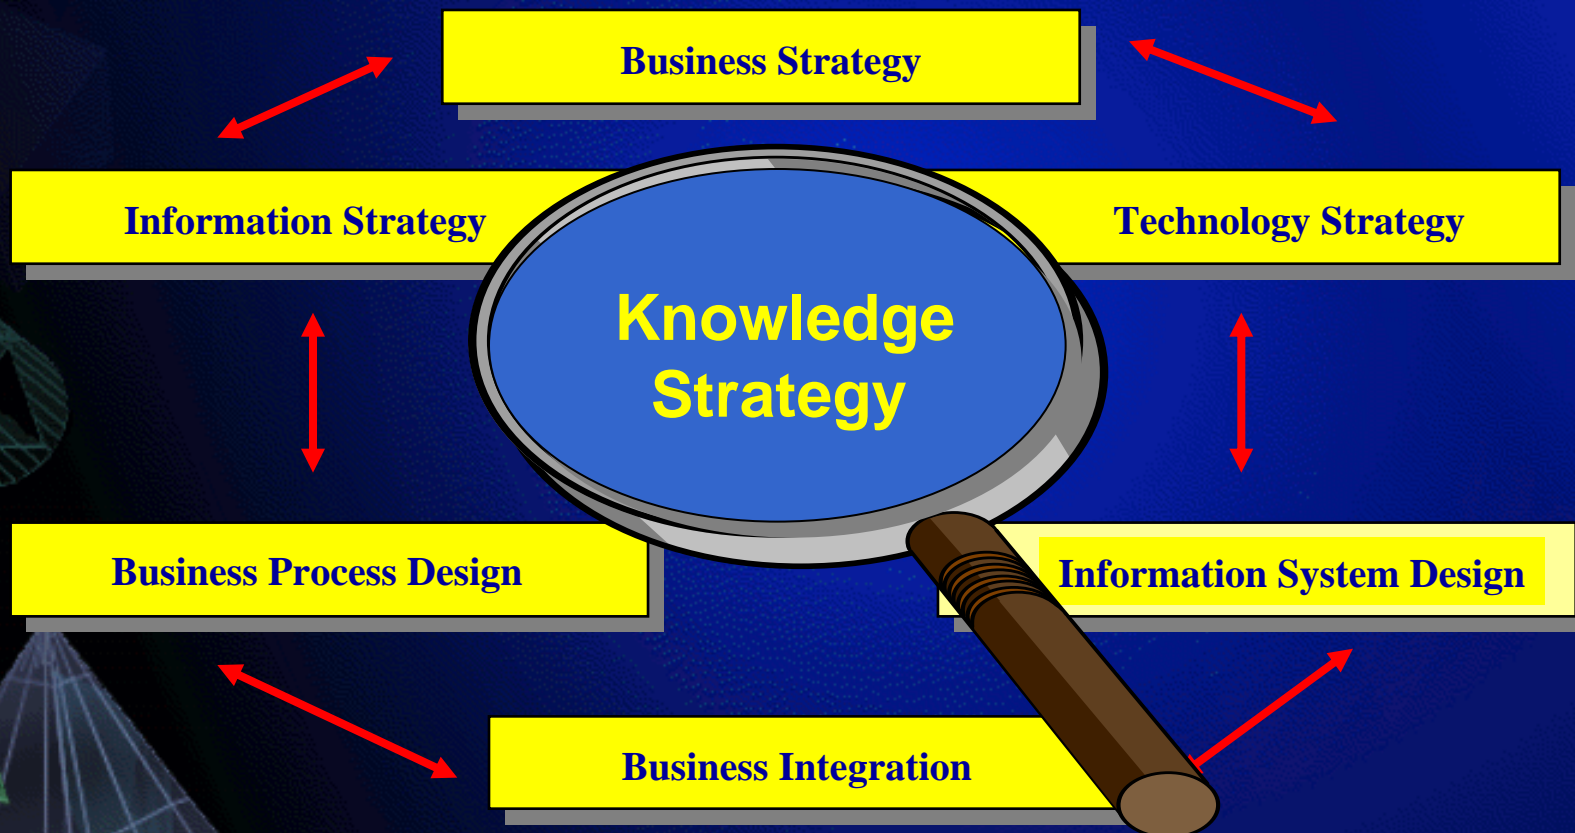 Business Strategy
Information Strategy
Technology Strategy
Knowledge
Strategy
Business Process Design
Information System Design
Business Integration